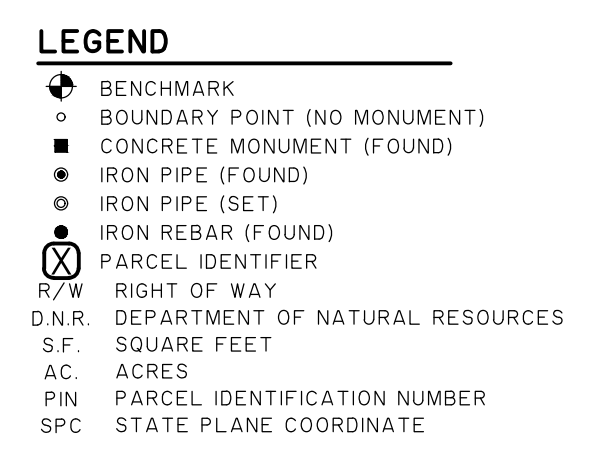 LEGEND
BENCHMARK
BOUNDARY POINT (NO MONUMENT)
CONCRETE MONUMENT (FOUND)
IRON PIPE (FOUND)
IRON PIPE (SET)
IRON REBAR (FOUND)
X PARCEL IDENTIFIER
R/W RIGHT OF WAY
D.N.R. DEPARTMENT OF NATURAL RESOURCES
S.F. SQUARE FEET
AC. ACRES
PIN PARCEL IDENTIFICATION NUMBER
SPC STATE PLANE COORDINATE